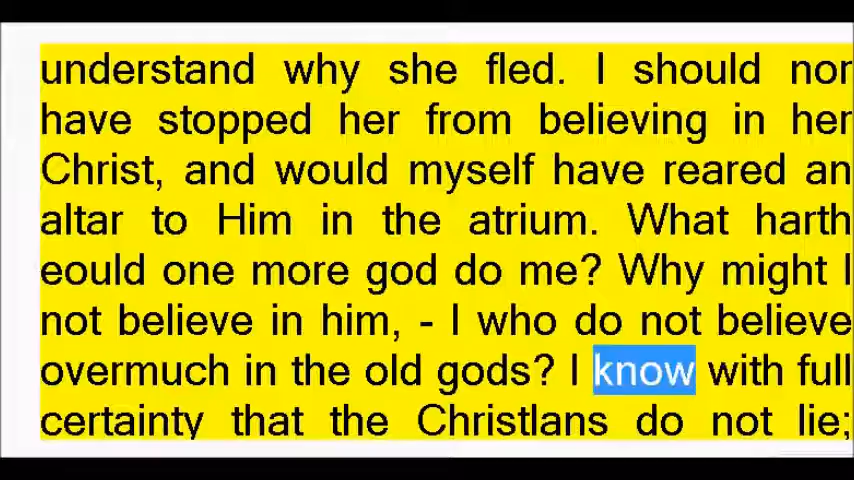 understand why she fled. I should nor
have stopped her from believing in her
Christ, and would myself have reared an
altar to Him in the atrium. What harth
eould one more god do me? Why might I
not believe in him, - I who do not believe
overmuch in the old gods? I know with full
certainty that the Christlans do not lie;